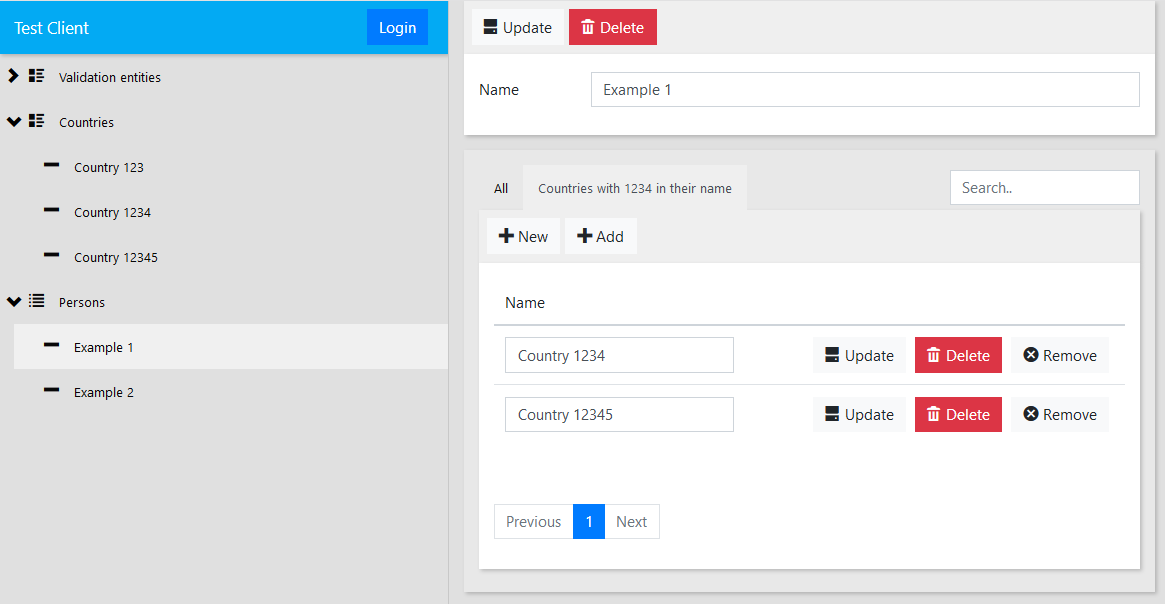 Test Client
Login
Validation entities
Countries
Country 123
Country 1234
Country 12345
Persons
Example 1
Example 2
Update Delete
Name Example 1
All Countries with 1234 in their name Search..
New Add
Name
Country 1234 Update Delete Remove
Country 12345 Update Delete Remove
Previous 1 Next